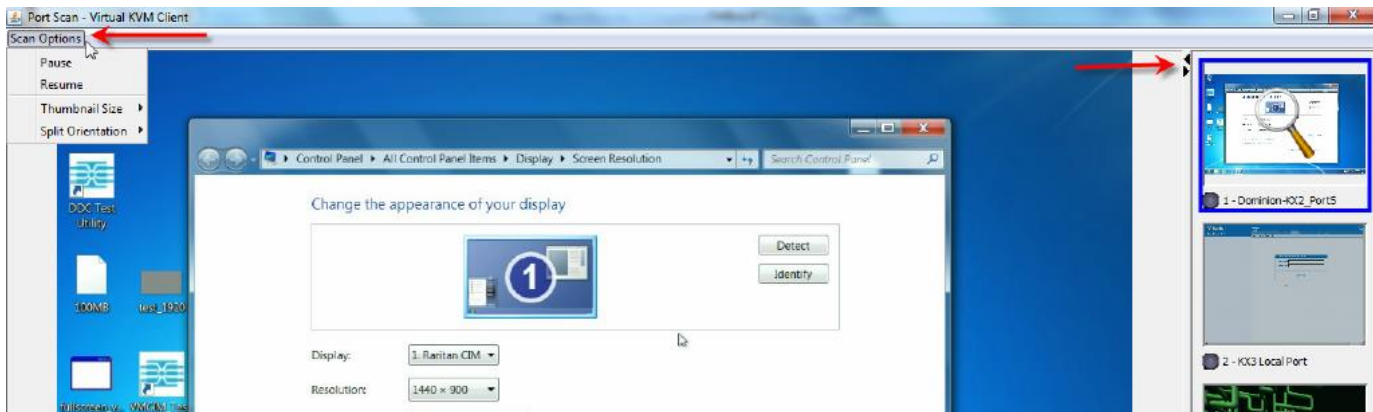 Port Scan - Virtual KVM Client
Scan Options
Pause
Resume
Thumbnail Size
Split Orientation
Control Panel All Control Panel Items Display Screen Resolution
Search Control Panel
DDC Test
Utility
Change the appearance of your display
1
Detect
Identify
100MB test_1920
Display: 1. Raritan CIM
Resolution: 1440 × 900
1 - Dominion-KX2_Port5
2 - KX3 Local Port